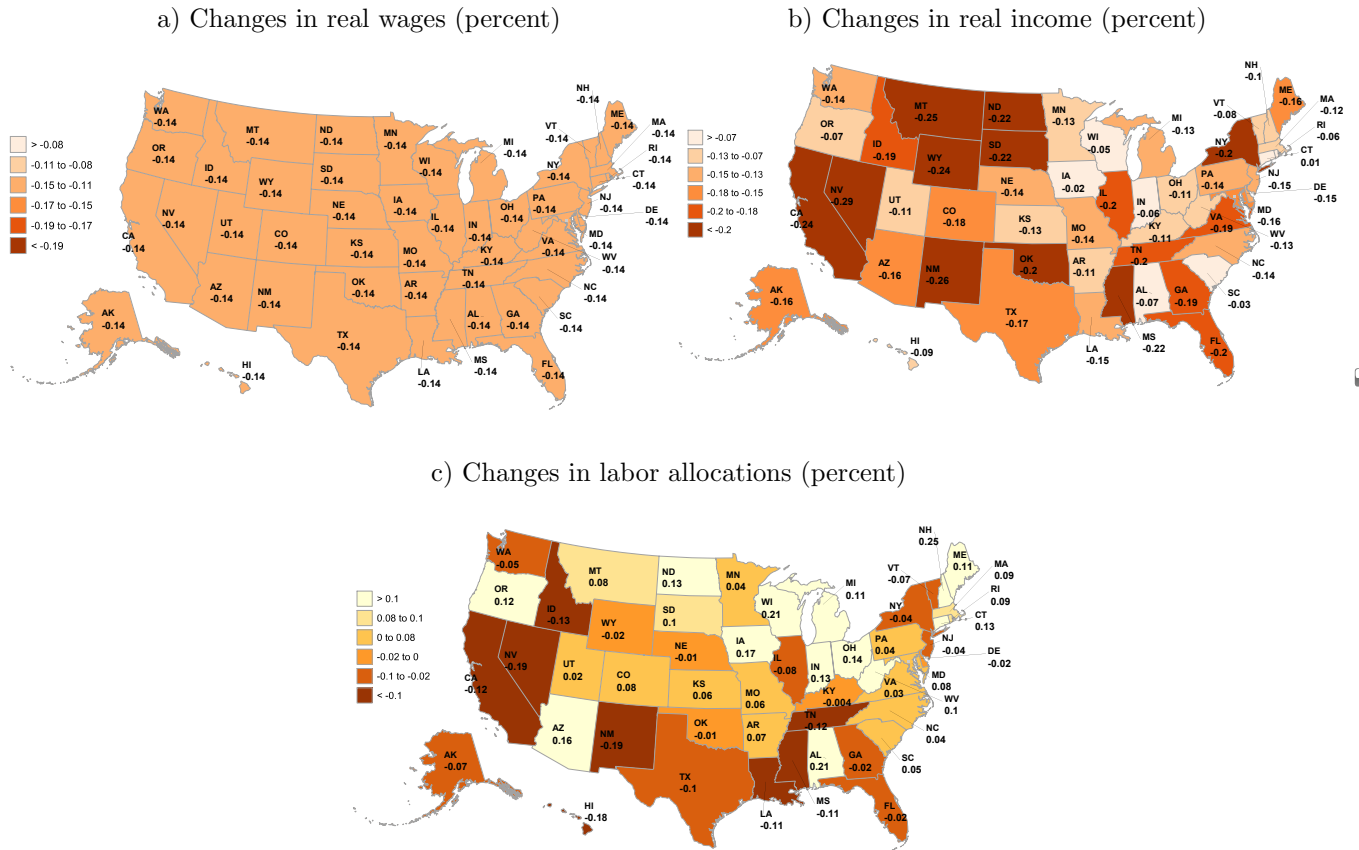 a) Changes in real wages (percent)
> -0.08
-0.11 to -0.08
-0.15 to -0.11
-0.17 to -0.15
-0.19 to -0.17
< -0.19
WA
-0.14
OR
-0.14
CA
-0.14
NV
-0.14
ID
-0.14
MT
-0.14
WY
-0.14
UT
-0.14
AZ
-0.14
CO
-0.14
NM
-0.14
ND
-0.14
SD
-0.14
NE
-0.14
KS
-0.14
OK
-0.14
TX
-0.14
MN
-0.14
IA
-0.14
MO
-0.14
AR
-0.14
LA
-0.14
WI
-0.14
IL
-0.14
MI
-0.14
IN
-0.14
OH
-0.14
KY
-0.14
TN
-0.14
MS
-0.14
AL
-0.14
GA
-0.14
FL
-0.14
SC
-0.14
NC
-0.14
VA
-0.14
WV
-0.14
MD
-0.14
DE
-0.14
NJ
-0.14
PA
-0.14
NY
-0.14
CT
-0.14
RI
-0.14
MA
-0.14
VT
-0.14
NH
-0.14
ME
-0.14
AK
-0.14
HI
-0.14
b) Changes in real income (percent)
> -0.07
-0.13 to -0.07
-0.15 to -0.13
-0.18 to -0.15
-0.2 to -0.18
< -0.2
WA
-0.14
OR
-0.07
CA
-0.24
NV
-0.29
ID
-0.19
MT
-0.25
WY
-0.24
UT
-0.11
AZ
-0.16
CO
-0.18
NM
-0.26
ND
-0.22
SD
-0.22
NE
-0.14
KS
-0.13
OK
-0.2
TX
-0.17
MN
-0.13
IA
-0.02
MO
-0.14
AR
-0.11
LA
-0.15
WI
-0.05
IL
-0.2
MI
-0.13
IN
-0.06
OH
-0.11
KY
-0.11
TN
-0.2
MS
-0.22
AL
-0.07
GA
-0.19
FL
-0.2
SC
-0.03
NC
-0.14
VA
-0.19
WV
-0.13
MD
-0.16
DE
-0.15
NJ
-0.15
PA
-0.14
NY
-0.2
CT
0.01
RI
-0.06
MA
-0.12
VT
-0.08
NH
-0.1
ME
-0.16
AK
-0.16
HI
-0.09
c) Changes in labor allocations (percent)
> 0.1
0.08 to 0.1
0 to 0.08
-0.02 to 0
-0.1 to -0.02
< -0.1
WA
-0.05
OR
0.12
CA
-0.12
NV
-0.19
ID
-0.13
MT
0.08
WY
-0.02
UT
0.02
AZ
0.16
CO
0.08
NM
-0.19
ND
0.13
SD
0.1
NE
-0.01
KS
0.06
OK
-0.01
TX
-0.1
MN
0.04
IA
0.17
MO
0.06
AR
0.07
LA
-0.11
WI
0.21
IL
-0.08
MI
0.11
IN
0.13
OH
0.14
KY
-0.004
TN
-0.12
MS
-0.11
AL
0.21
GA
-0.02
FL
-0.02
SC
0.05
NC
0.04
VA
0.03
WV
0.1
MD
0.08
DE
-0.02
NJ
-0.04
PA
0.04
NY
-0.04
CT
0.13
RI
0.09
MA
0.09
VT
-0.07
NH
0.25
ME
0.11
AK
-0.07
HI
-0.18